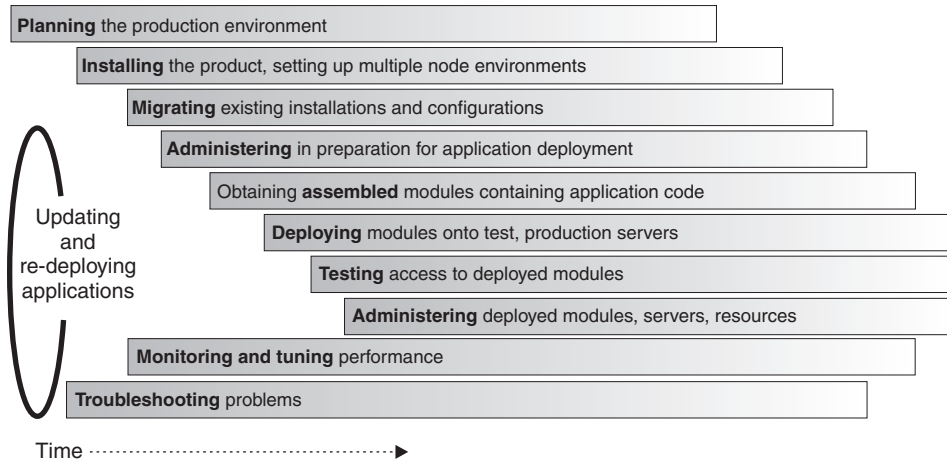 Planning the production environment
Installing the product, setting up multiple node environments
Migrating existing installations and configurations
Administering in preparation for application deployment
Obtaining assembled modules containing application code
Deploying modules onto test, production servers
Testing access to deployed modules
Administering deployed modules, servers, resources
Monitoring and tuning performance
Troubleshooting problems
Updating
and
re-deploying
applications
Time